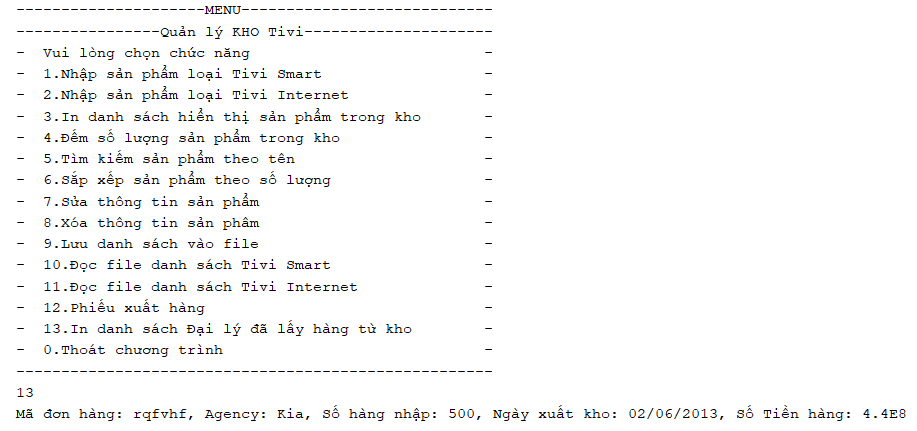 ---------------------MENU----------------------------
----------------Quản lý KHO Tivi---------------------
-  Vui lòng chọn chức năng                          -
-  1.Nhập sản phẩm loại Tivi Smart                  -
-  2.Nhập sản phẩm loại Tivi Internet               -
-  3.In danh sách hiển thị sản phẩm trong kho       -
-  4.Đếm số lượng sản phẩm trong kho                -
-  5.Tìm kiếm sản phẩm theo tên                     -
-  6.Sắp xếp sản phẩm theo số lượng                 -
-  7.Sửa thông tin sản phẩm                         -
-  8.Xóa thông tin sản phâm                         -
-  9.Lưu danh sách vào file                         -
-  10.Đọc file danh sách Tivi Smart                 -
-  11.Đọc file danh sách Tivi Internet              -
-  12.Phiếu xuất hàng                               -
-  13.In danh sách Đại lý đã lấy hàng từ kho        -
-  0.Thoát chương trình                             -
-----------------------------------------------------
13
Mã đơn hàng: rqfvhf, Agency: Kia, Số hàng nhập: 500, Ngày xuất kho: 02/06/2013, Số Tiền hàng: 4.4E8